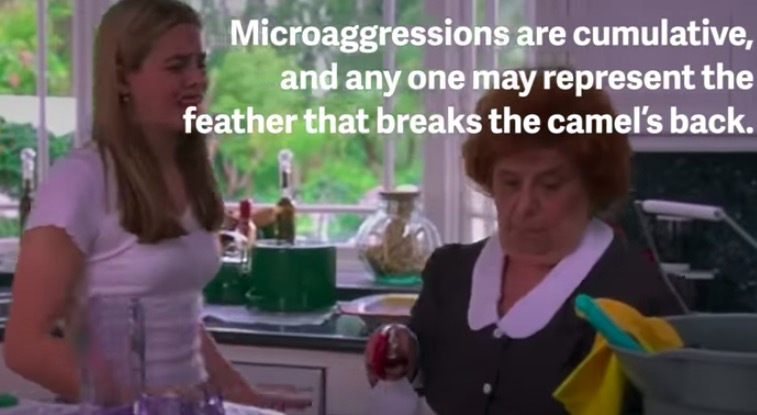 Microaggressions are cumulative,
and any one may represent the
feather that breaks the camel's back.